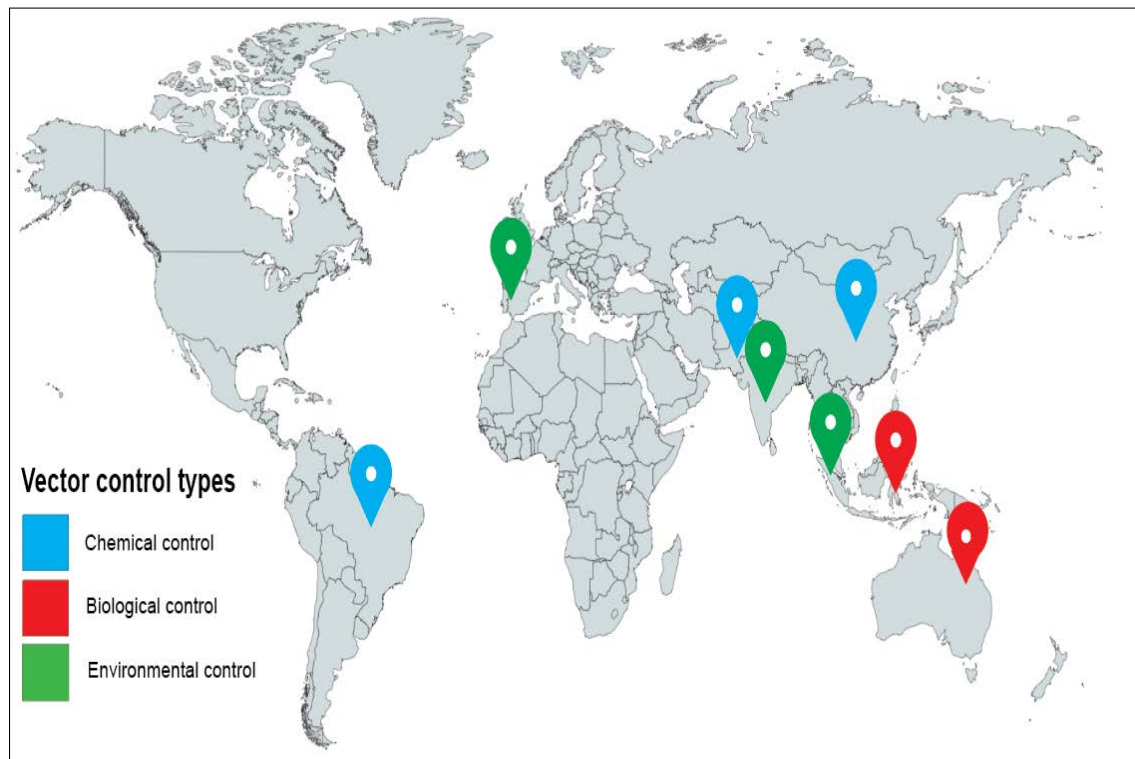 Vector control types
Chemical control
Biological control
Environmental control